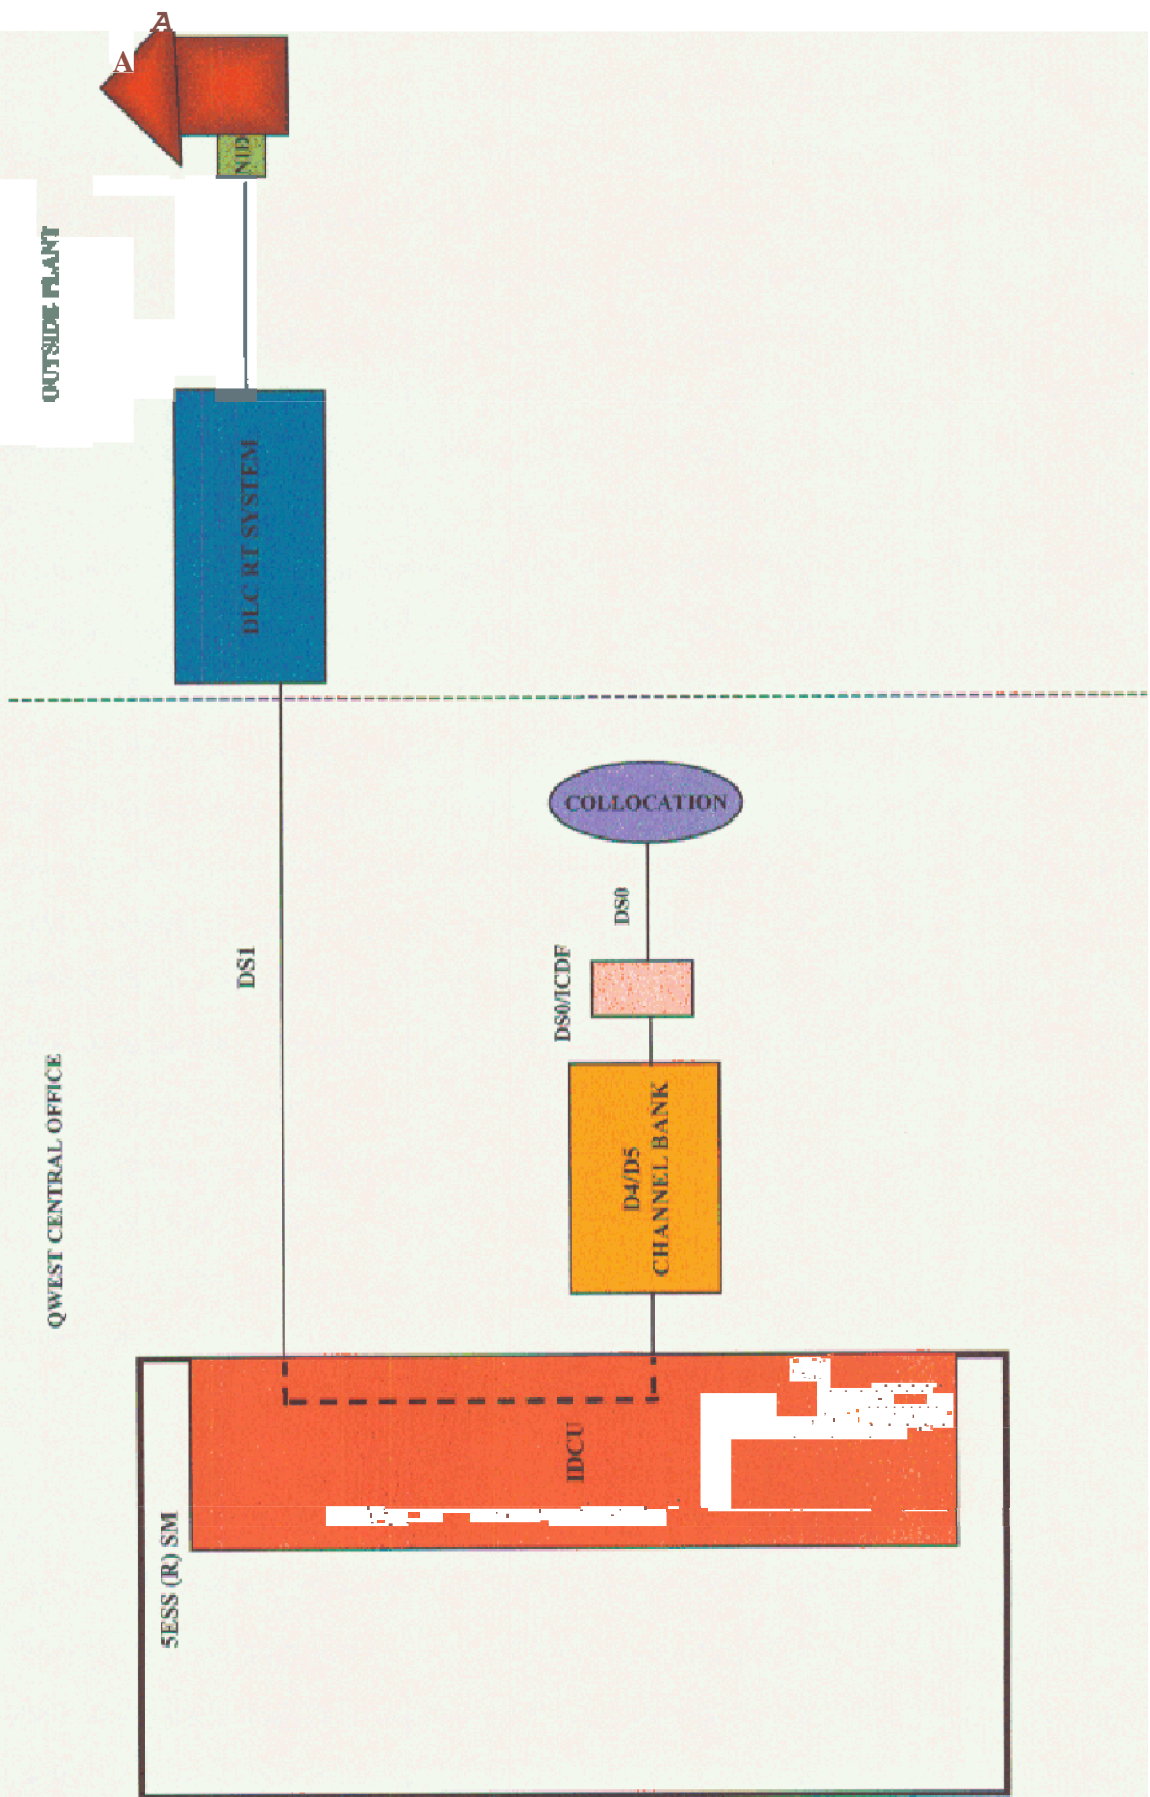 A
A
NID
OUTSIDE PLANT
DLC RT SYSTEM
COLLOCATION
DS0
DS1
DS0/ICDF
QWEST CENTRAL OFFICE
D4/D5
CHANNEL BANK
IDCU
5ESS (R) SM